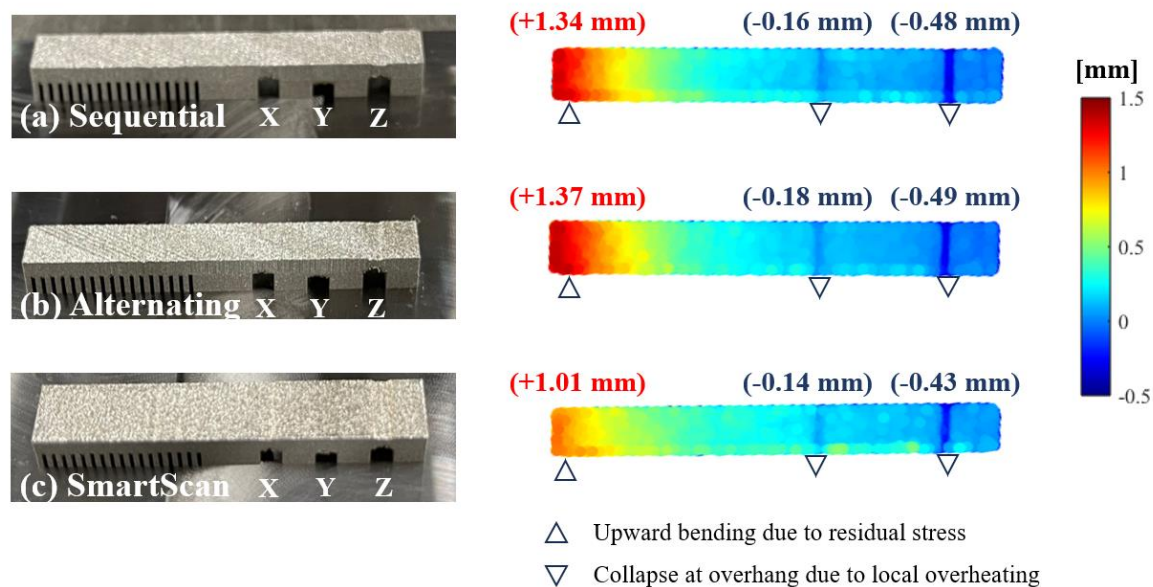 (+1.34 mm) (-0.16 mm) (-0.48 mm)
[mm]
X Y Z
(a) Sequential
1.5
1
0.5
0
-0.5
(+1.37 mm) (-0.18 mm) (-0.49 mm)
X Y Z
(b) Alternating
(+1.01 mm) (-0.14 mm) (-0.43 mm)
X Y Z
(c) SmartScan
Upward bending due to residual stress
Collapse at overhang due to local overheating